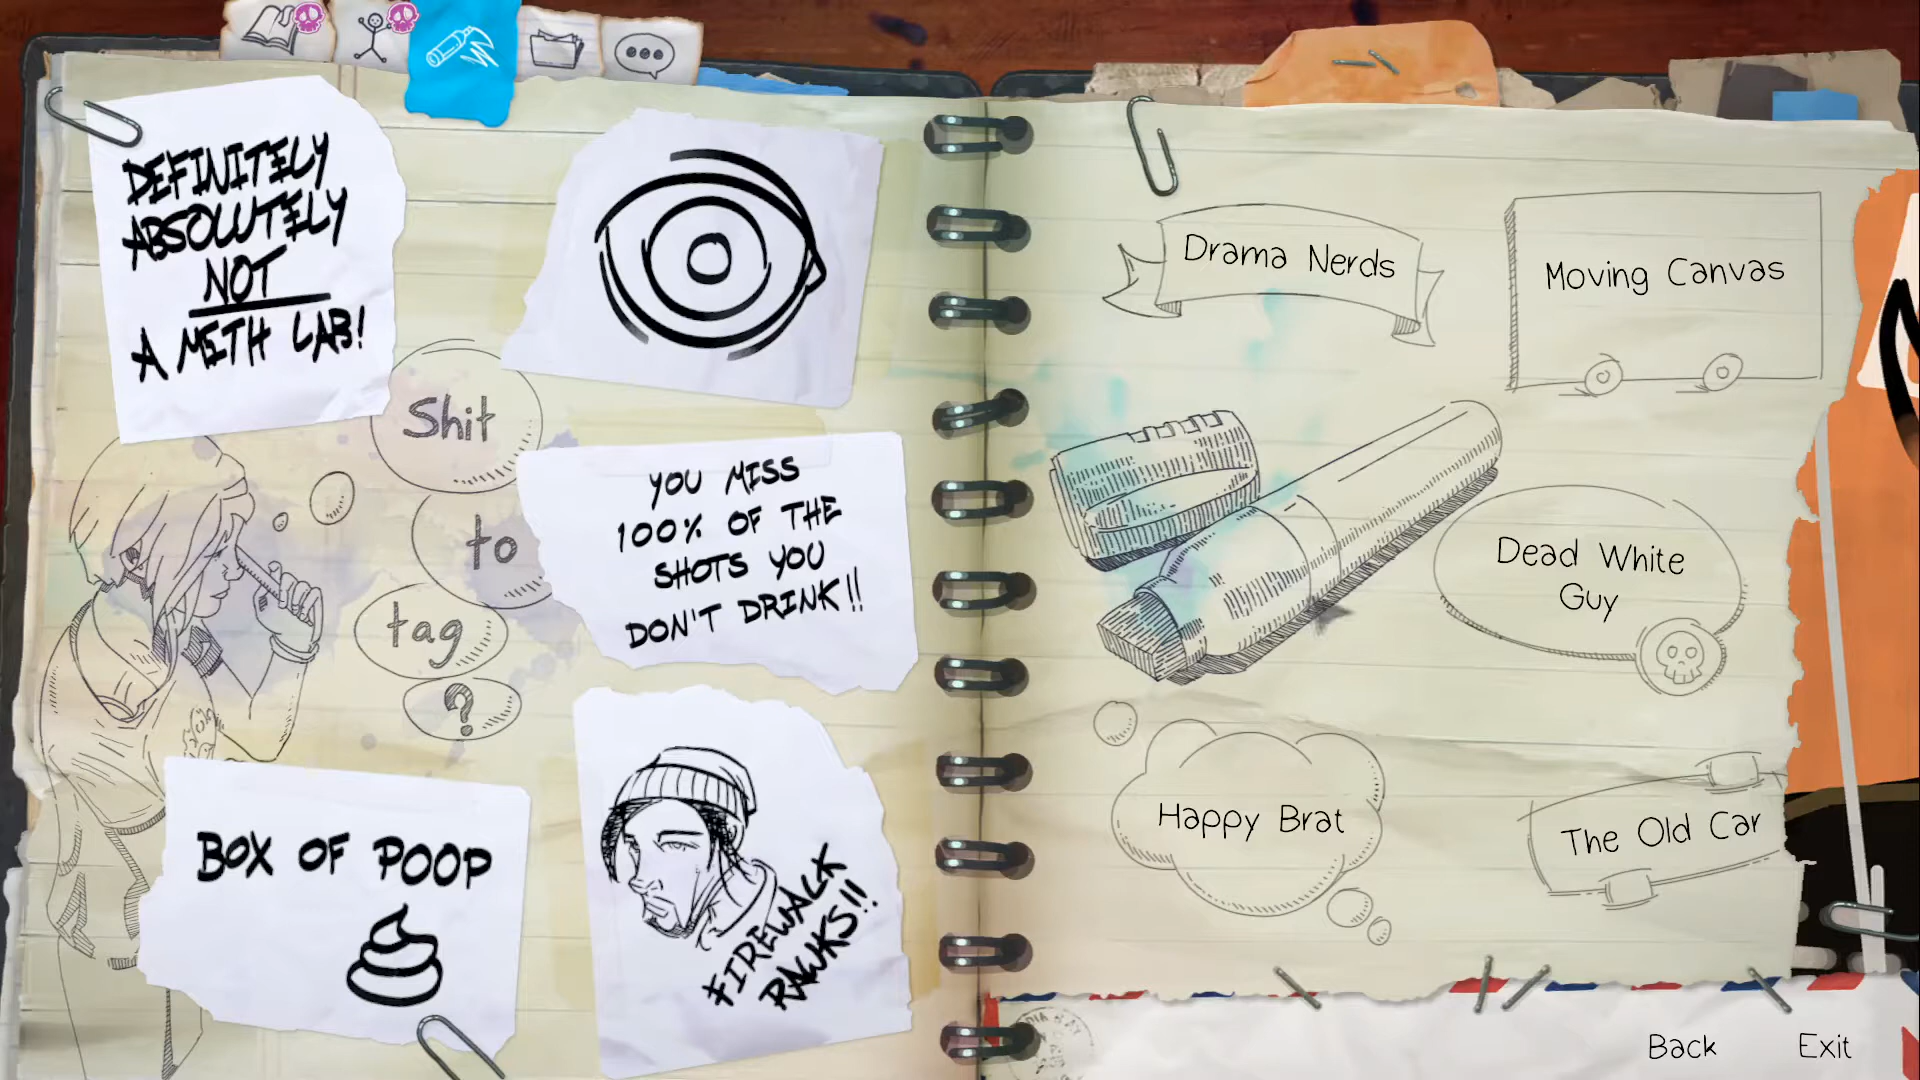 DEFINITELY
ABSOLUTELY
NOT
A METH LAB!
Shit
to
tag
?
YOU MISS
100% OF THE
SHOTS YOU
DON'T DRINK!!
BOX OF POOP
FIREWALK
RAWKS!!
Drama Nerds
Moving Canvas
Dead White
Guy
Happy Brat
The Old Car
Back
Exit